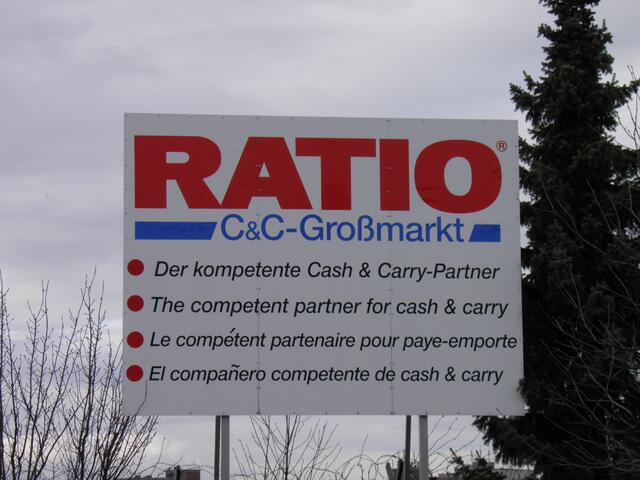 RATIO®
C&C-Großmarkt
Der kompetente Cash & Carry-Partner
The competent partner for cash & carry
Le compétent partenaire pour paye-emporte
El compañero competente de cash & carry